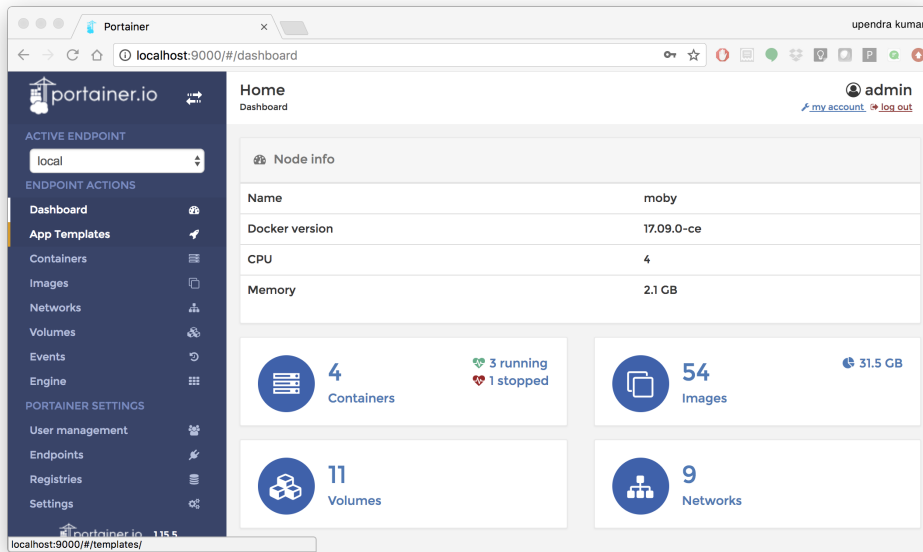 Portainer
upendra kumar
localhost:9000/#/dashboard
portainer.io
Home
Dashboard
admin
my account
log out
ACTIVE ENDPOINT
local
ENDPOINT ACTIONS
Dashboard
App Templates
Containers
Images
Networks
Volumes
Events
Engine
PORTAINER SETTINGS
User management
Endpoints
Registries
Settings
portainer.io 1.15.5
localhost:9000/#/templates/
Node info
Name moby
Docker version 17.09.0-ce
CPU 4
Memory 2.1 GB
4
Containers
3 running
1 stopped
54
Images
31.5 GB
11
Volumes
9
Networks